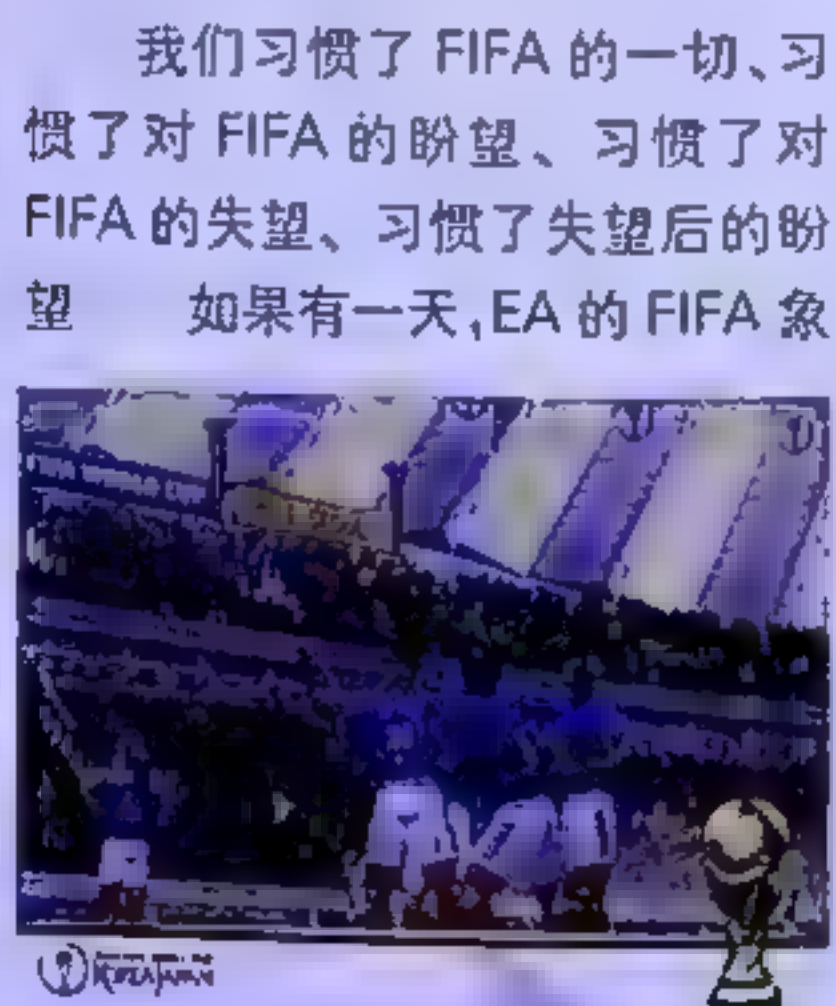 我们习惯了 FIFA 的一切、习
惯了对 FIFA 的盼望、习惯了对
FIFA 的失望、习惯了失望后的盼
望 如果有一天,EA 的 FIFA 象